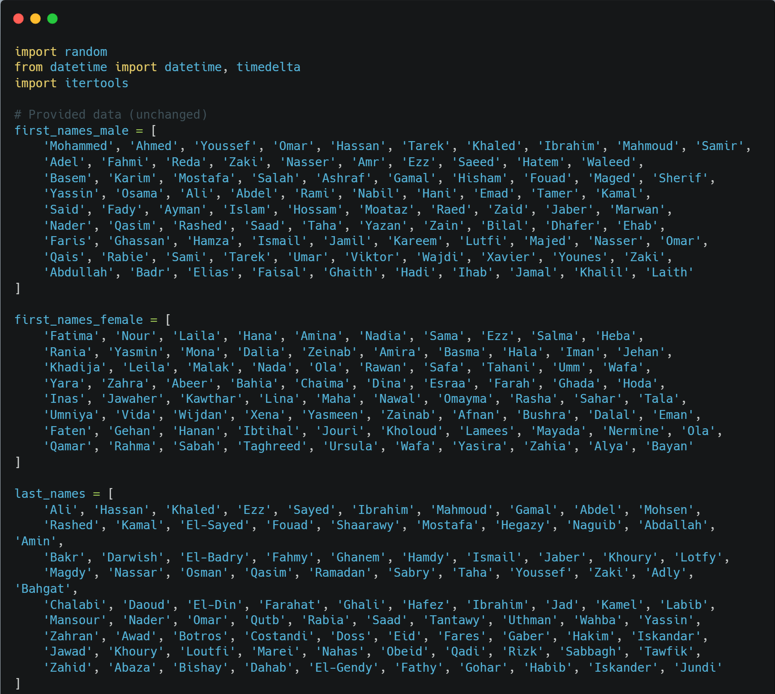 import random
from datetime import datetime, timedelta
import itertools

# Provided data (unchanged)
first_names_male = [
    'Mohammed', 'Ahmed', 'Youssef', 'Omar', 'Hassan', 'Tarek', 'Khaled', 'Ibrahim', 'Mahmoud', 'Samir',
    'Adel', 'Fahmi', 'Reda', 'Zaki', 'Nasser', 'Amr', 'Ezz', 'Saeed', 'Hatem', 'Waleed',
    'Basem', 'Karim', 'Mostafa', 'Salah', 'Ashraf', 'Gamal', 'Hisham', 'Fouad', 'Maged', 'Sherif',
    'Yassin', 'Osama', 'Ali', 'Abdel', 'Rami', 'Nabil', 'Hani', 'Emad', 'Tamer', 'Kamal',
    'Said', 'Fady', 'Ayman', 'Islam', 'Hossam', 'Moataz', 'Raed', 'Zaid', 'Jaber', 'Marwan',
    'Nader', 'Qasim', 'Rashed', 'Saad', 'Taha', 'Yazan', 'Zain', 'Bilal', 'Dhafer', 'Ehab',
    'Faris', 'Ghassan', 'Hamza', 'Ismail', 'Jamil', 'Kareem', 'Lutfi', 'Majed', 'Nasser', 'Omar',
    'Qais', 'Rabie', 'Sami', 'Tarek', 'Umar', 'Viktor', 'Wajdi', 'Xavier', 'Younes', 'Zaki',
    'Abdullah', 'Badr', 'Elias', 'Faisal', 'Ghaith', 'Hadi', 'Ihab', 'Jamal', 'Khalil', 'Laith'
]

first_names_female = [
    'Fatima', 'Nour', 'Laila', 'Hana', 'Amina', 'Nadia', 'Sama', 'Ezz', 'Salma', 'Heba',
    'Rania', 'Yasmin', 'Mona', 'Dalia', 'Zeinab', 'Amira', 'Basma', 'Hala', 'Iman', 'Jehan',
    'Khadija', 'Leila', 'Malak', 'Nada', 'Ola', 'Rawan', 'Safa', 'Tahani', 'Umm', 'Wafa',
    'Yara', 'Zahra', 'Abeer', 'Bahia', 'Chaima', 'Dina', 'Esraa', 'Farah', 'Ghada', 'Hoda',
    'Inas', 'Jawaher', 'Kawthar', 'Lina', 'Maha', 'Nawal', 'Omayma', 'Rasha', 'Sahar', 'Tala',
    'Umniya', 'Vida', 'Wijdan', 'Xena', 'Yasmeen', 'Zainab', 'Afnan', 'Bushra', 'Dalal', 'Eman',
    'Faten', 'Gehan', 'Hanan', 'Ibtihal', 'Jouri', 'Kholoud', 'Lamees', 'Mayada', 'Nermine', 'Ola',
    'Qamar', 'Rahma', 'Sabah', 'Taghreed', 'Ursula', 'Wafa', 'Yasira', 'Zahia', 'Alya', 'Bayan'
]

last_names = [
    'Ali', 'Hassan', 'Khaled', 'Ezz', 'Sayed', 'Ibrahim', 'Mahmoud', 'Gamal', 'Abdel', 'Mohsen',
    'Rashed', 'Kamal', 'El-Sayed', 'Fouad', 'Shaarawy', 'Mostafa', 'Hegazy', 'Naguib', 'Abdallah',
'Amin',
    'Bakr', 'Darwish', 'El-Badry', 'Fahmy', 'Ghanem', 'Hamdy', 'Ismail', 'Jaber', 'Khoury', 'Lotfy',
    'Magdy', 'Nassar', 'Osman', 'Qasim', 'Ramadan', 'Sabry', 'Taha', 'Youssef', 'Zaki', 'Adly',
'Bahgat',
    'Chalabi', 'Daoud', 'El-Din', 'Farahat', 'Ghali', 'Hafez', 'Ibrahim', 'Jad', 'Kamel', 'Labib',
    'Mansour', 'Nader', 'Omar', 'Qutb', 'Rabia', 'Saad', 'Tantawy', 'Uthman', 'Wahba', 'Yassin',
    'Zahran', 'Awad', 'Botros', 'Costandi', 'Doss', 'Eid', 'Fares', 'Gaber', 'Hakim', 'Iskandar',
    'Jawad', 'Khoury', 'Loutfi', 'Marei', 'Nahas', 'Obeid', 'Qadi', 'Rizk', 'Sabbagh', 'Tawfik',
    'Zahid', 'Abaza', 'Bishay', 'Dahab', 'El-Gendy', 'Fathy', 'Gohar', 'Habib', 'Iskander', 'Jundi'
]